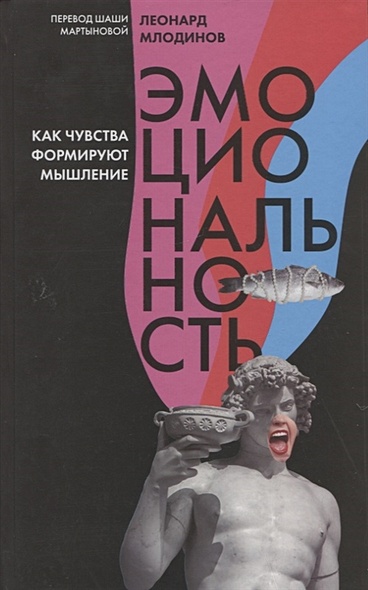 ПЕРЕВОД ШАШИ
МАРТЫНОВОЙ
ЛЕОНАРД
МЛОДИНОВ
КАК ЧУВСТВА
ФОРМИРУЮТ
МЫШЛЕНИЕ
ЭМО
ЦИО
НАЛЬ
НО
СТЬ